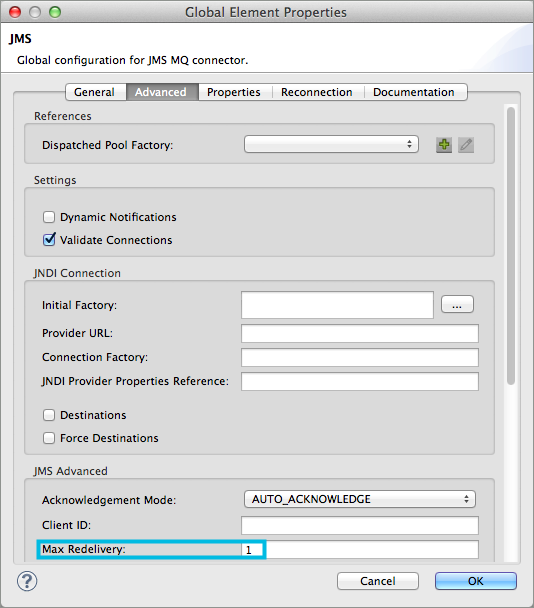 Global Element Properties
JMS
Global configuration for JMS MQ connector.
General Advanced Properties Reconnection Documentation
References
Dispatched Pool Factory:
Settings
Dynamic Notifications
Validate Connections
JNDI Connection
Initial Factory: ...
Provider URL:
Connection Factory:
JNDI Provider Properties Reference:
Destinations
Force Destinations
JMS Advanced
Acknowledgement Mode: AUTO_ACKNOWLEDGE
Client ID:
Max Redelivery: 1
? Cancel OK